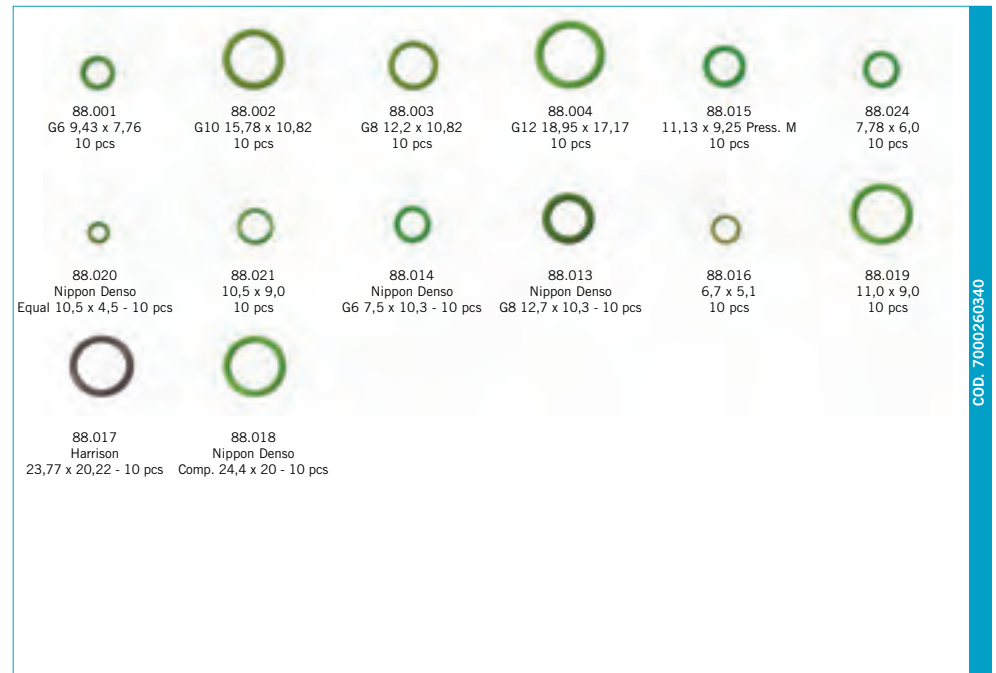 88.001
G6 9,43 x 7,76
10 pcs
88.002
G10 15,78 x 10,82
10 pcs
88.003
G8 12,2 x 10,82
10 pcs
88.004
G12 18,95 x 17,17
10 pcs
88.015
11,13 x 9,25 Press. M
10 pcs
88.024
7,78 x 6,0
10 pcs
88.020
Nippon Denso
Equal 10,5 x 4,5 - 10 pcs
88.021
10,5 x 9,0
10 pcs
88.014
Nippon Denso
G6 7,5 x 10,3 - 10 pcs
88.013
Nippon Denso
G8 12,7 x 10,3 - 10 pcs
88.016
6,7 x 5,1
10 pcs
88.019
11,0 x 9,0
10 pcs
88.017
Harrison
23,77 x 20,22 - 10 pcs
88.018
Nippon Denso
Comp. 24,4 x 20 - 10 pcs
COD. 7000260340